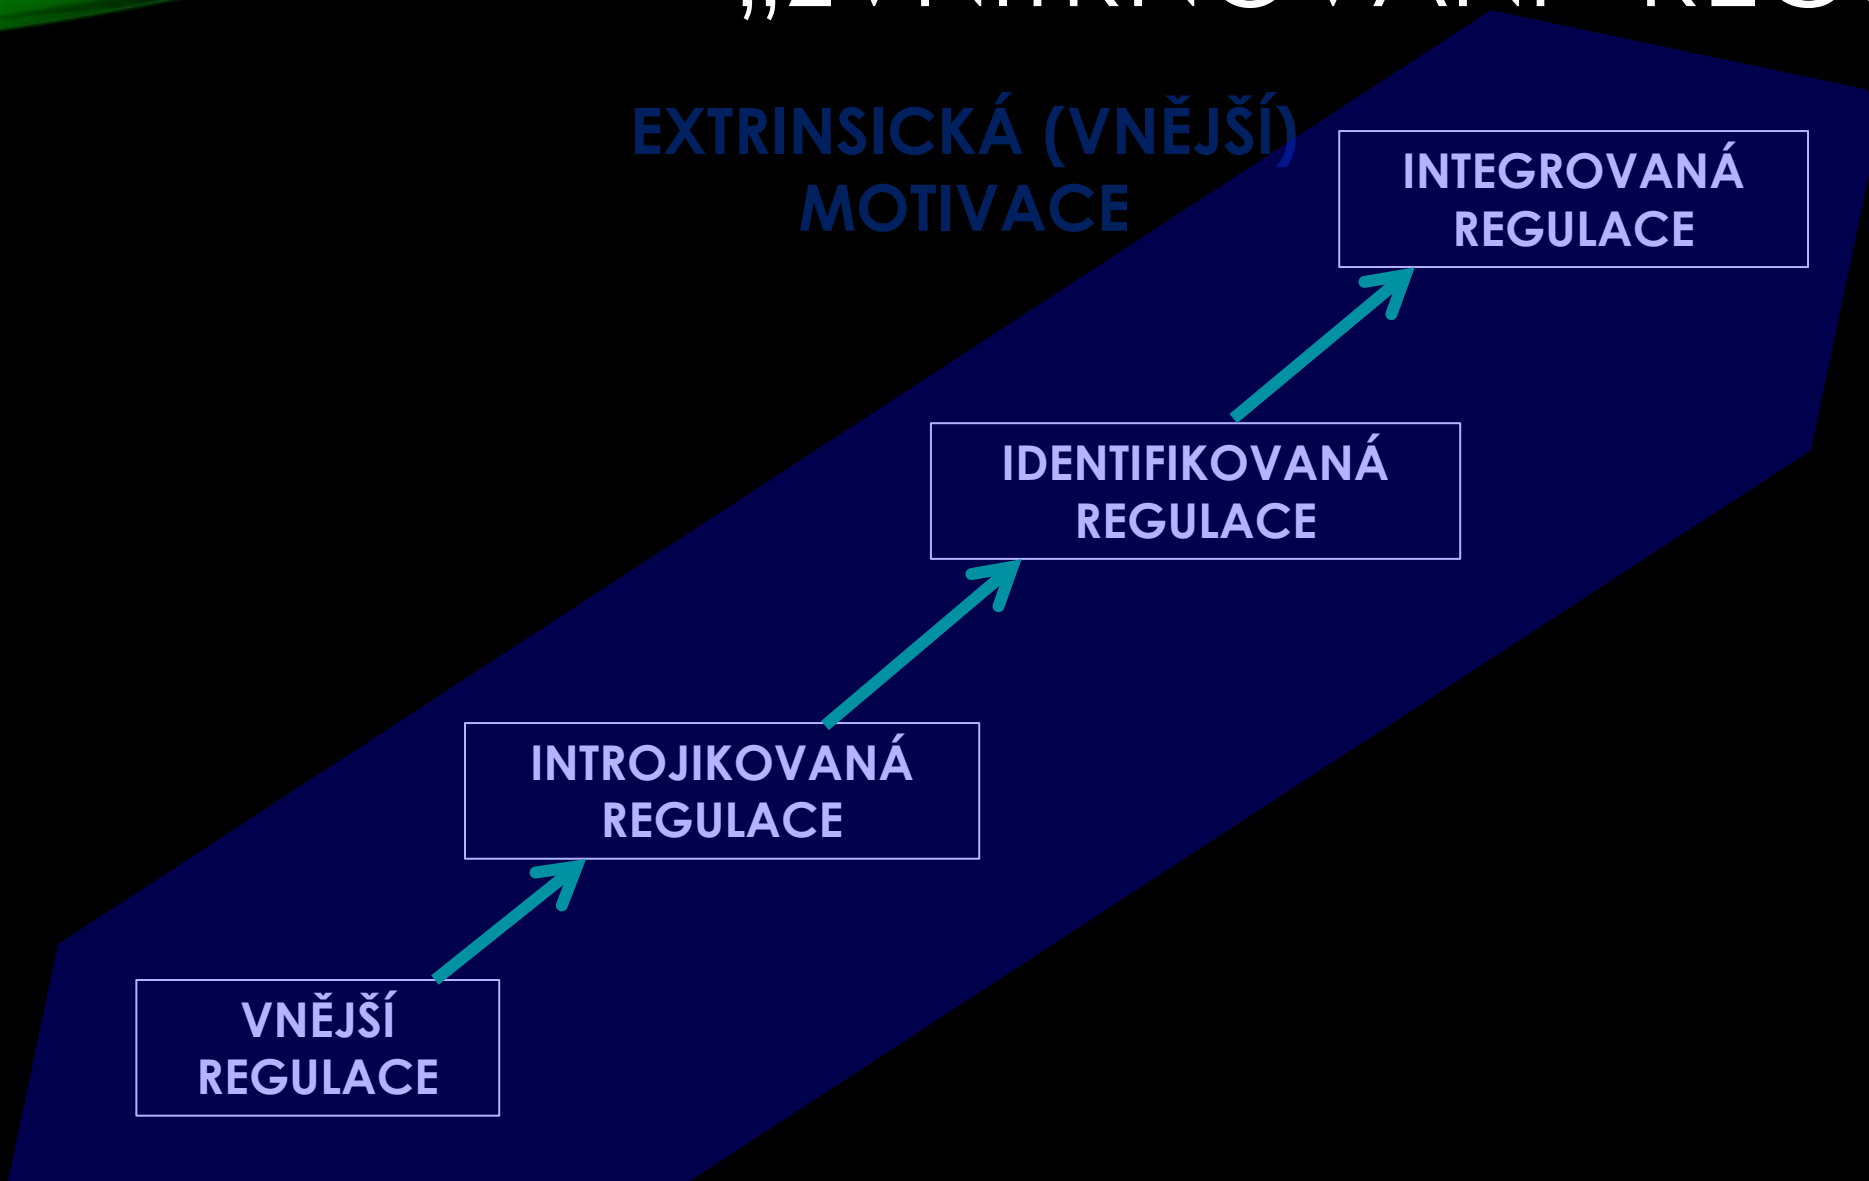 EXTRINSICKÁ (VNĚJŠÍ)
MOTIVACE
INTEGROVANÁ
REGULACE
IDENTIFIKOVANÁ
REGULACE
INTROJIKOVANÁ
REGULACE
VNĚJŠÍ
REGULACE